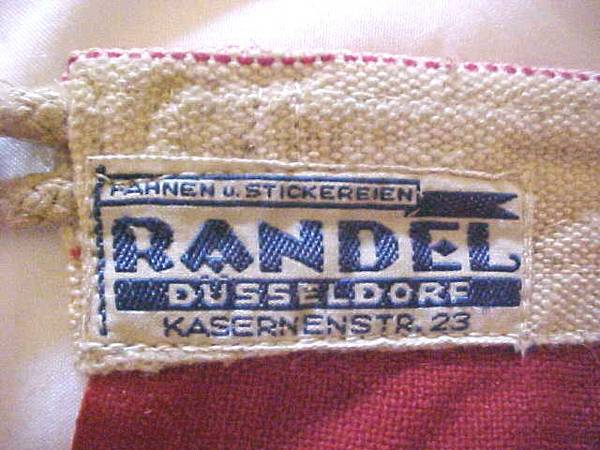 FAHNEN U. STICKEREIEN
RANDEL
DÜSSELDORF
KASERNENSTR. 23